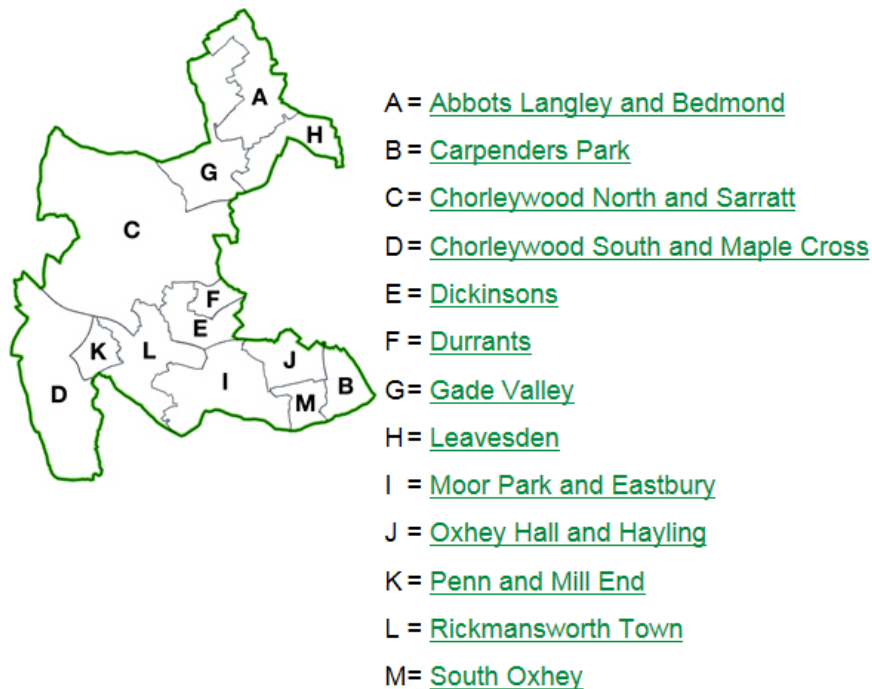 A = Abbots Langley and Bedmond
B = Carpenders Park
C = Chorleywood North and Sarratt
D = Chorleywood South and Maple Cross
E = Dickinsons
F = Durrants
G = Gade Valley
H = Leavesden
I = Moor Park and Eastbury
J = Oxhey Hall and Hayling
K = Penn and Mill End
L = Rickmansworth Town
M = South Oxhey
A
H
G
C
F
E
K
L
J
I
B
D
M